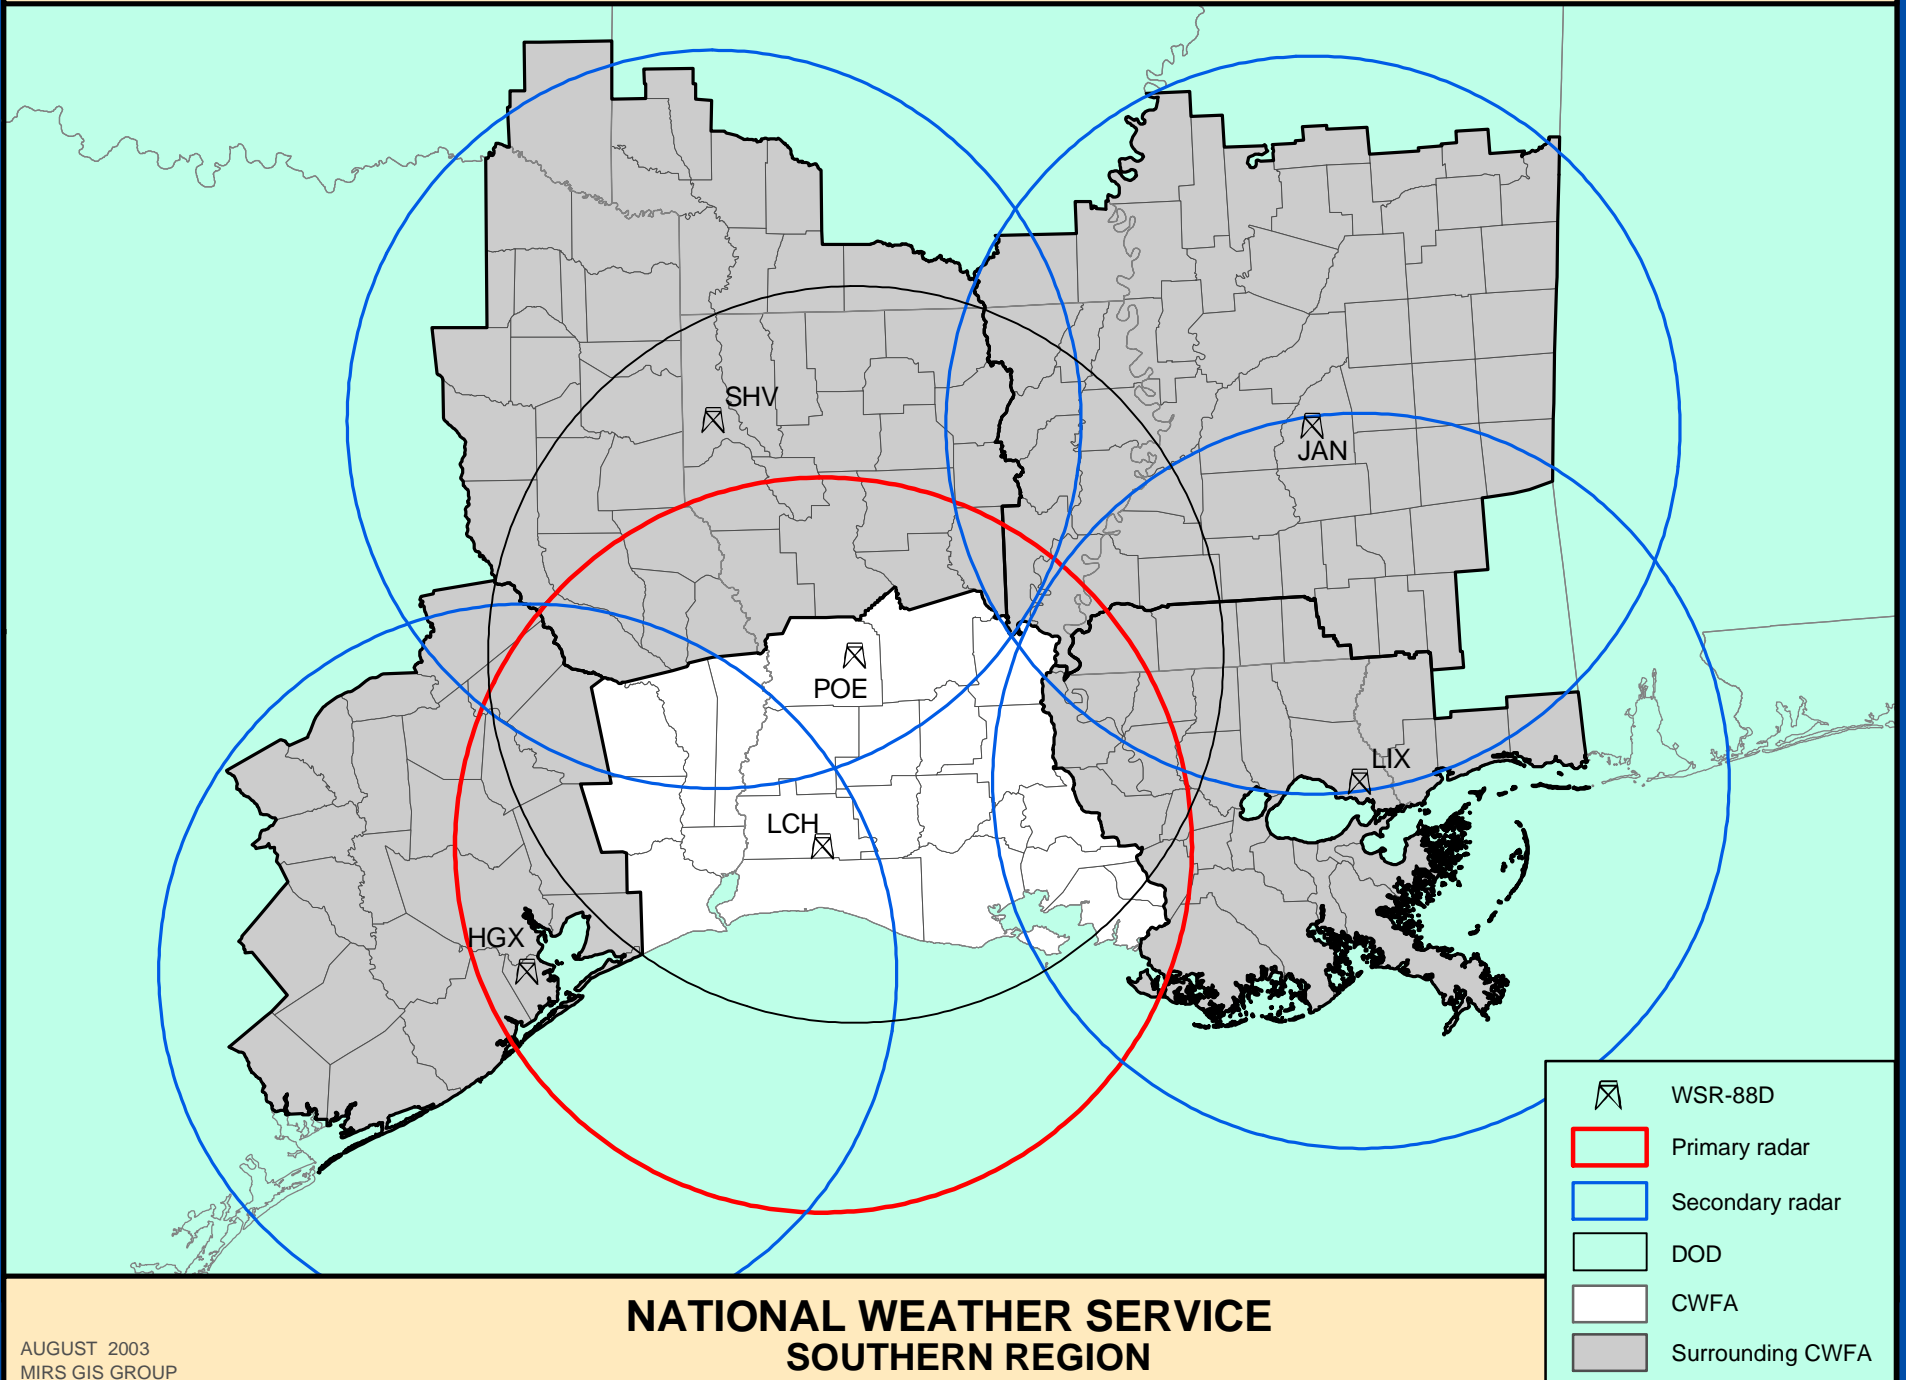 SHV
JAN
POE
LIX
LCH
HGX
WSR-88D
Primary radar
Secondary radar
DOD
CWFA
Surrounding CWFA
NATIONAL WEATHER SERVICE
SOUTHERN REGION
AUGUST 2003
MIRS GIS GROUP